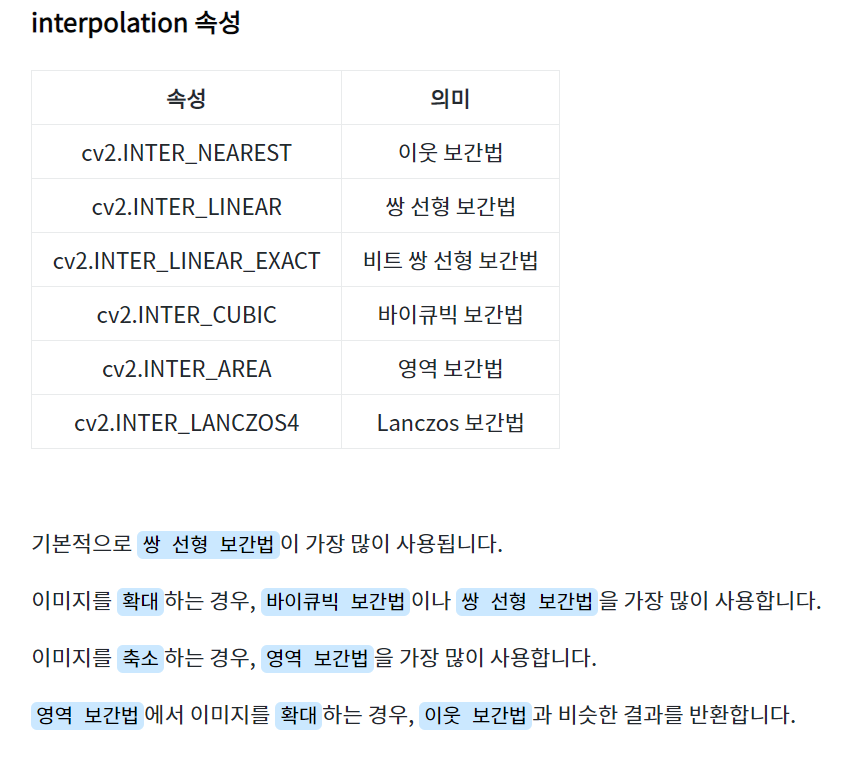 interpolation 속성
속성 의미
cv2.INTER_NEAREST 이웃 보간법
cv2.INTER_LINEAR 쌍 선형 보간법
cv2.INTER_LINEAR_EXACT 비트 쌍 선형 보간법
cv2.INTER_CUBIC 바이큐빅 보간법
cv2.INTER_AREA 영역 보간법
cv2.INTER_LANCZOS4 Lanczos 보간법
기본적으로 쌍 선형 보간법이 가장 많이 사용됩니다.
이미지를 확대하는 경우, 바이큐빅 보간법이나 쌍 선형 보간법을 가장 많이 사용합니다.
이미지를 축소하는 경우, 영역 보간법을 가장 많이 사용합니다.
영역 보간법에서 이미지를 확대하는 경우, 이웃 보간법과 비슷한 결과를 반환합니다.